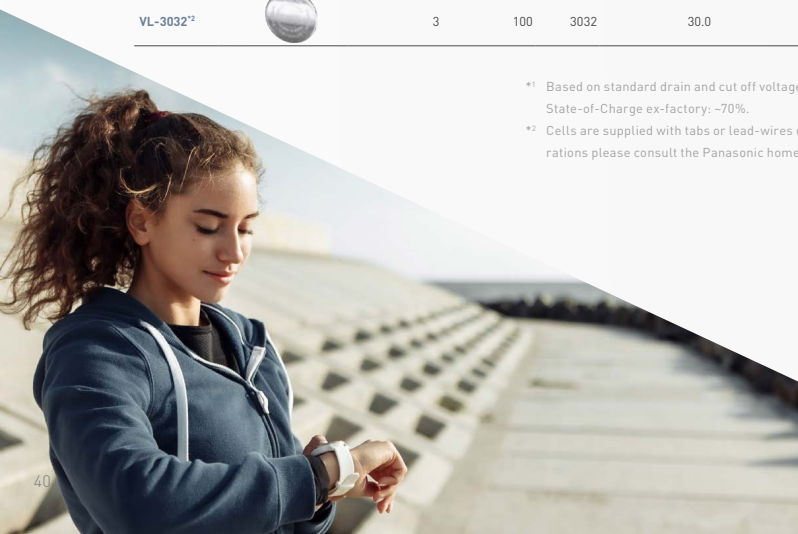 VL-3032*2 3 100 3032 30.0
*1 Based on standard drain and cut off voltage
State-of-Charge ex-factory: ~70%.
*2 Cells are supplied with tabs or lead-wires
rations please consult the Panasonic home
40